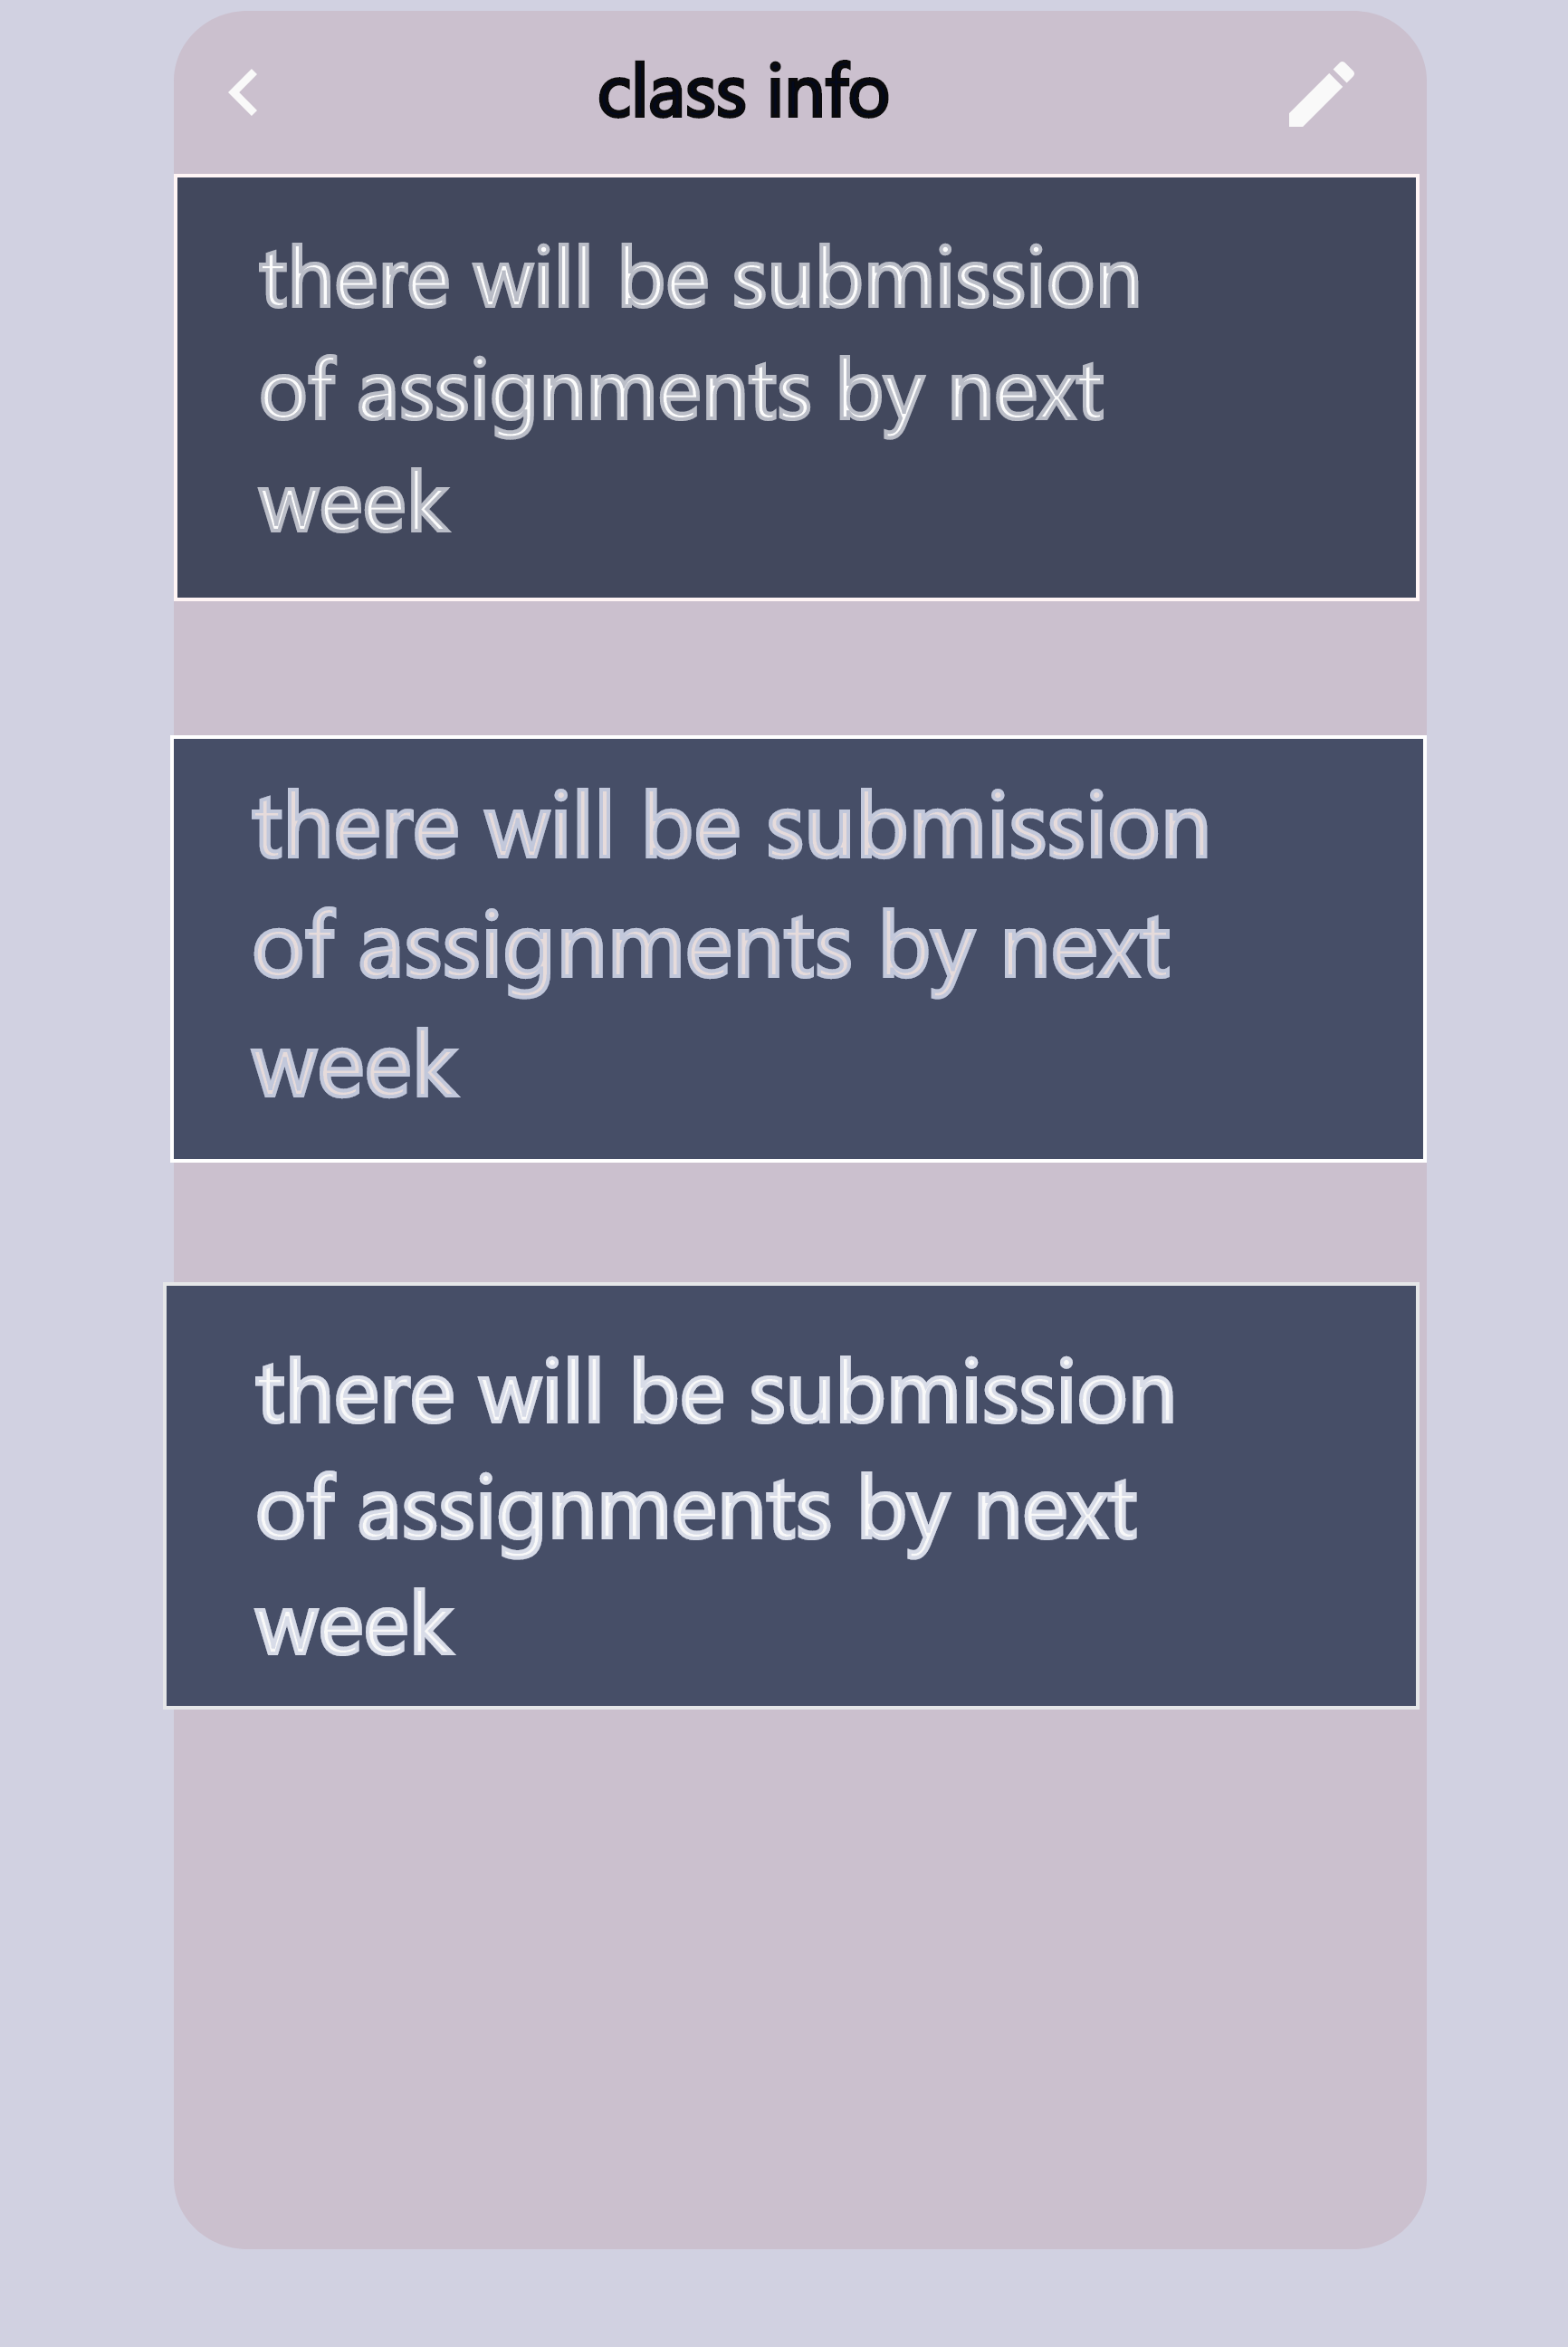 class info
there will be submission
of assignments by next
week
there will be submission
of assignments by next
week
there will be submission
of assignments by next
week